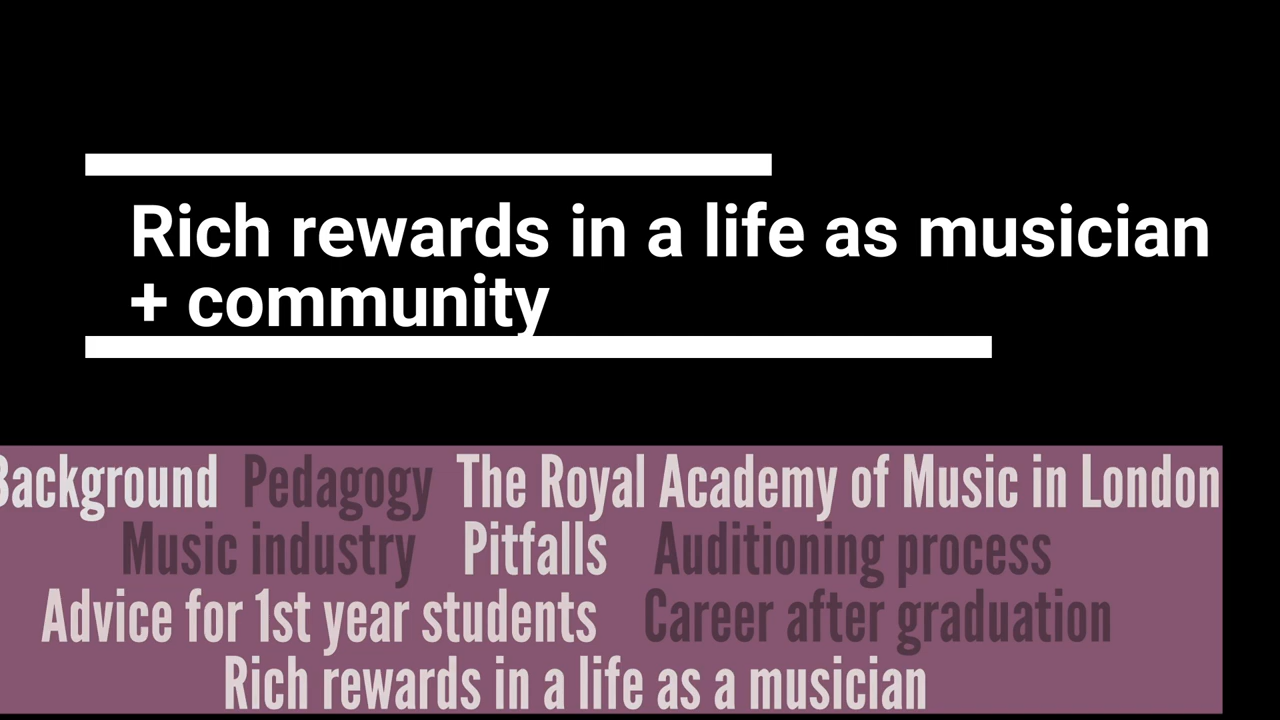 Rich rewards in a life as musician
+ community
Background Pedagogy The Royal Academy of Music in London
Music industry Pitfalls Auditioning process
Advice for 1st year students Career after graduation
Rich rewards in a life as a musician